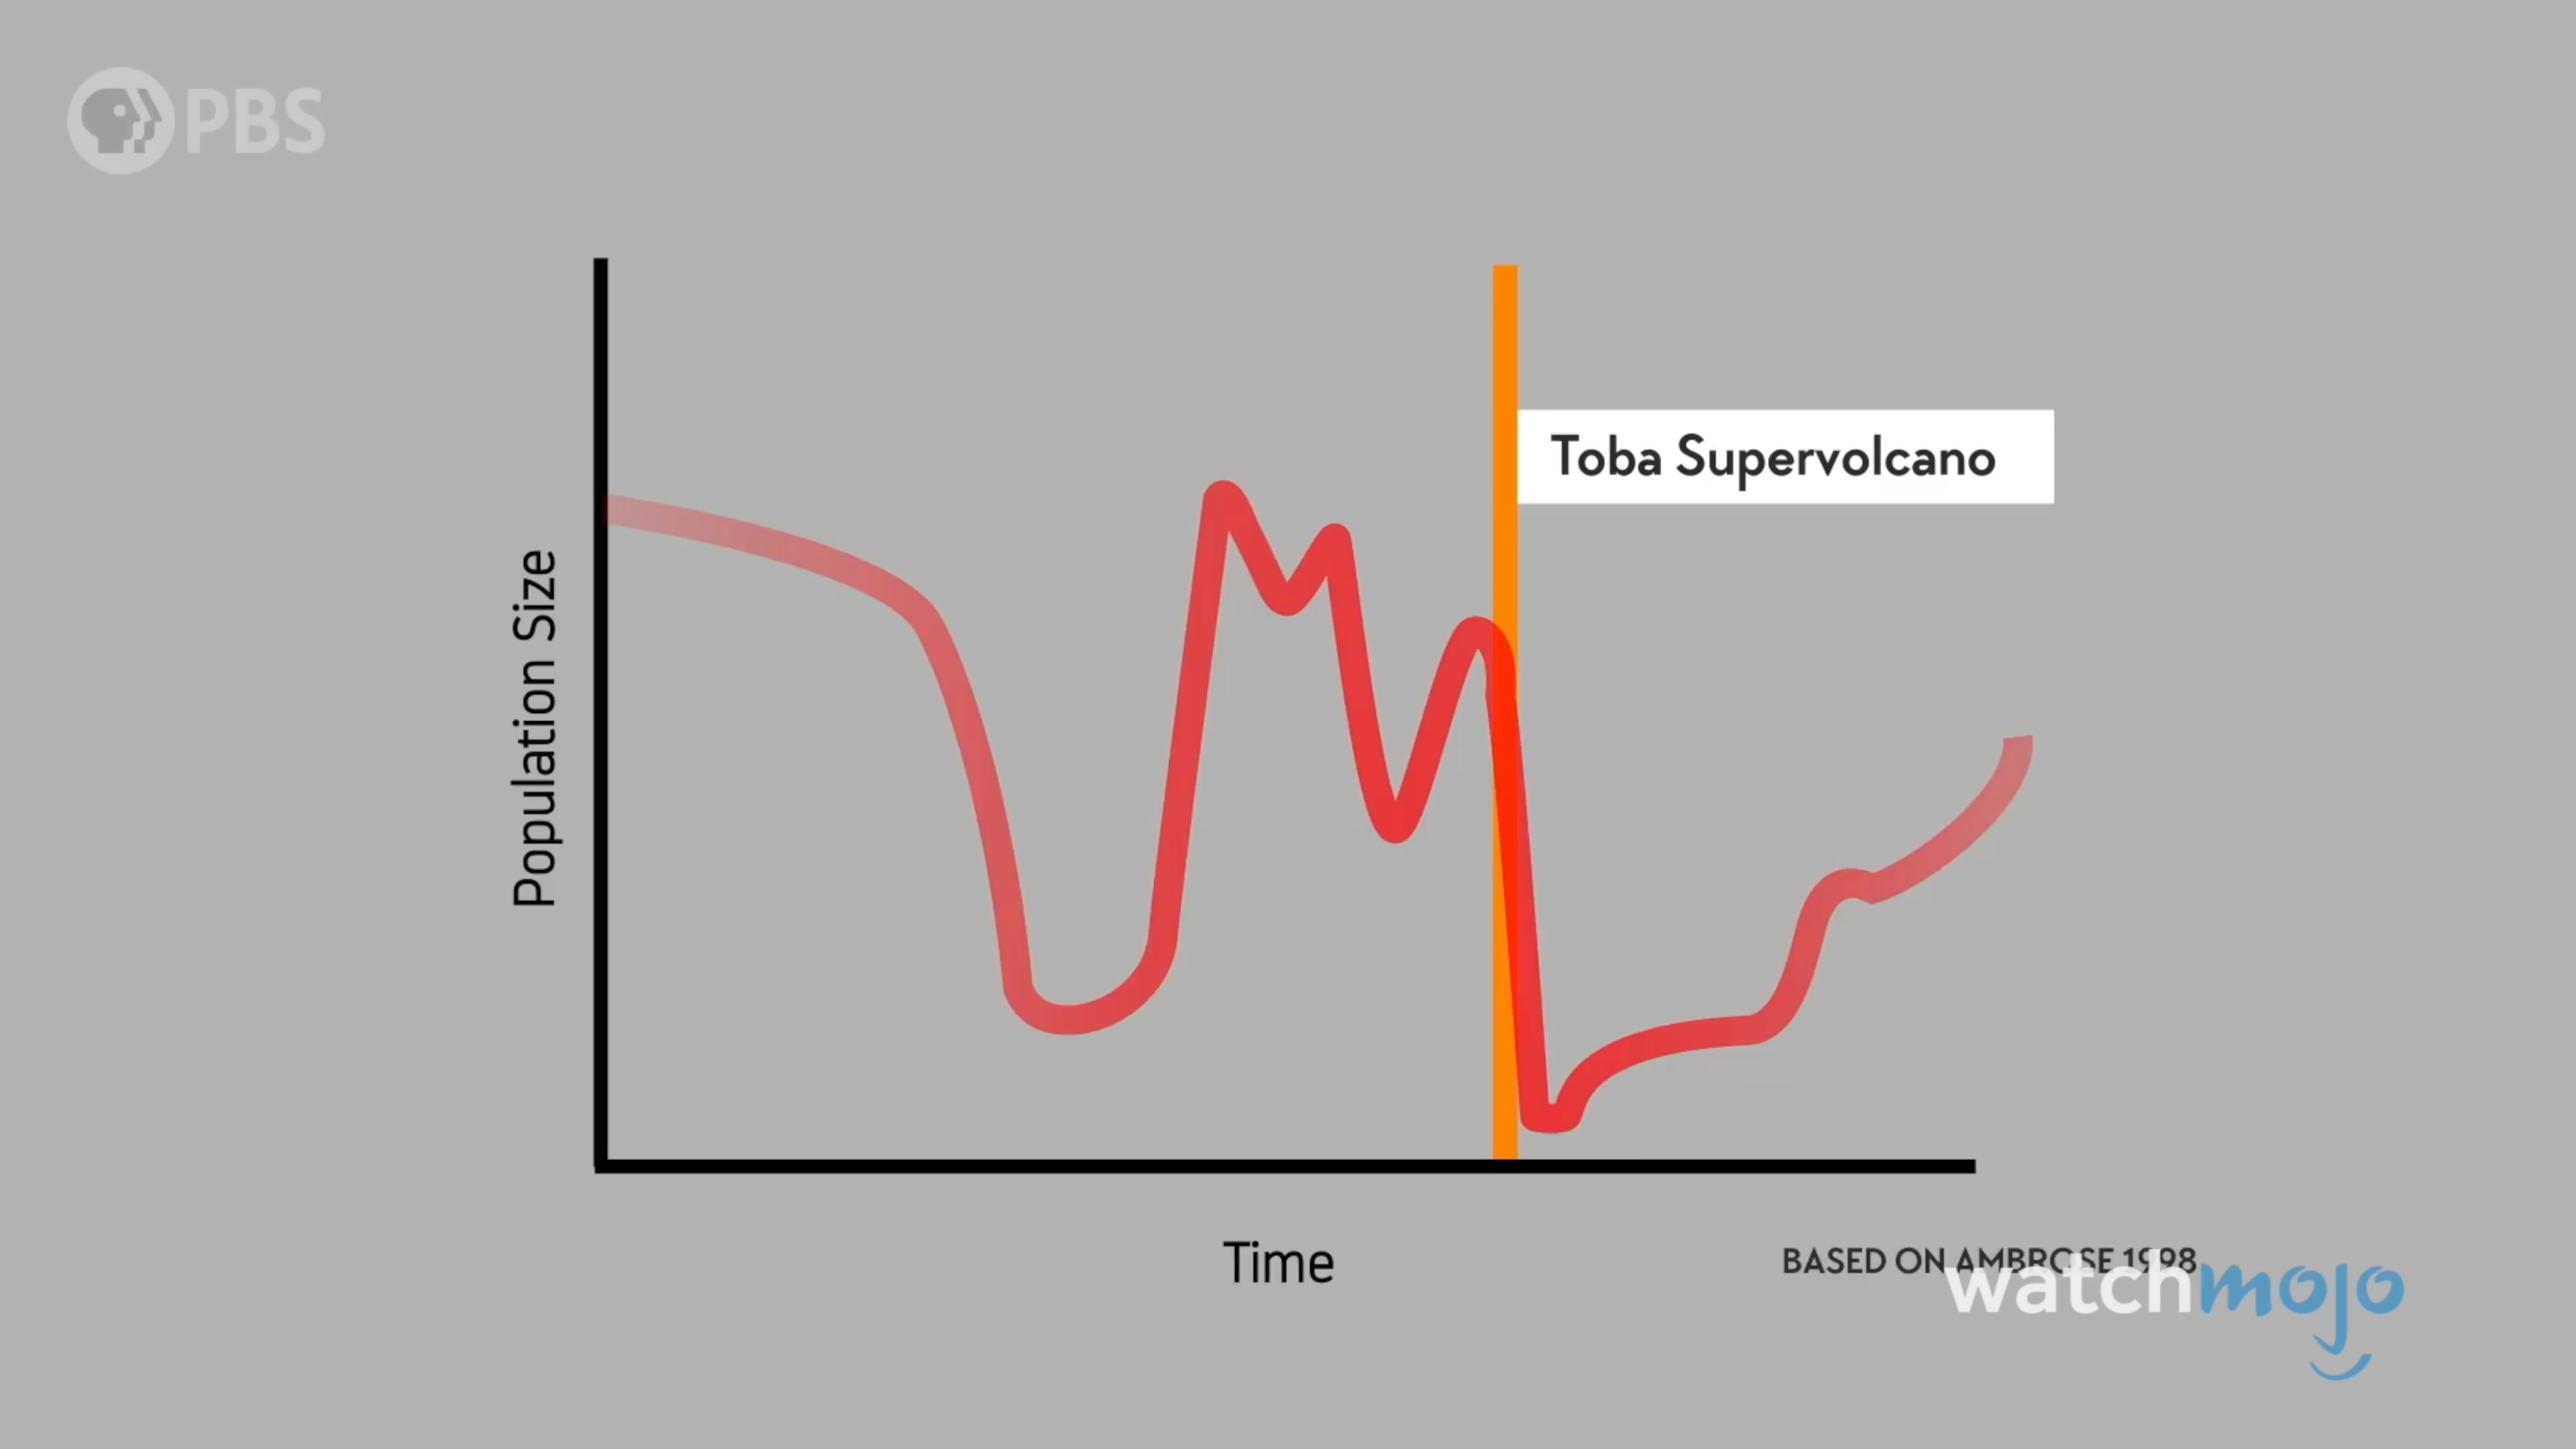 PBS
Toba Supervolcano
Population Size
Time
BASED ON AMBROSE 1998
watchmojo